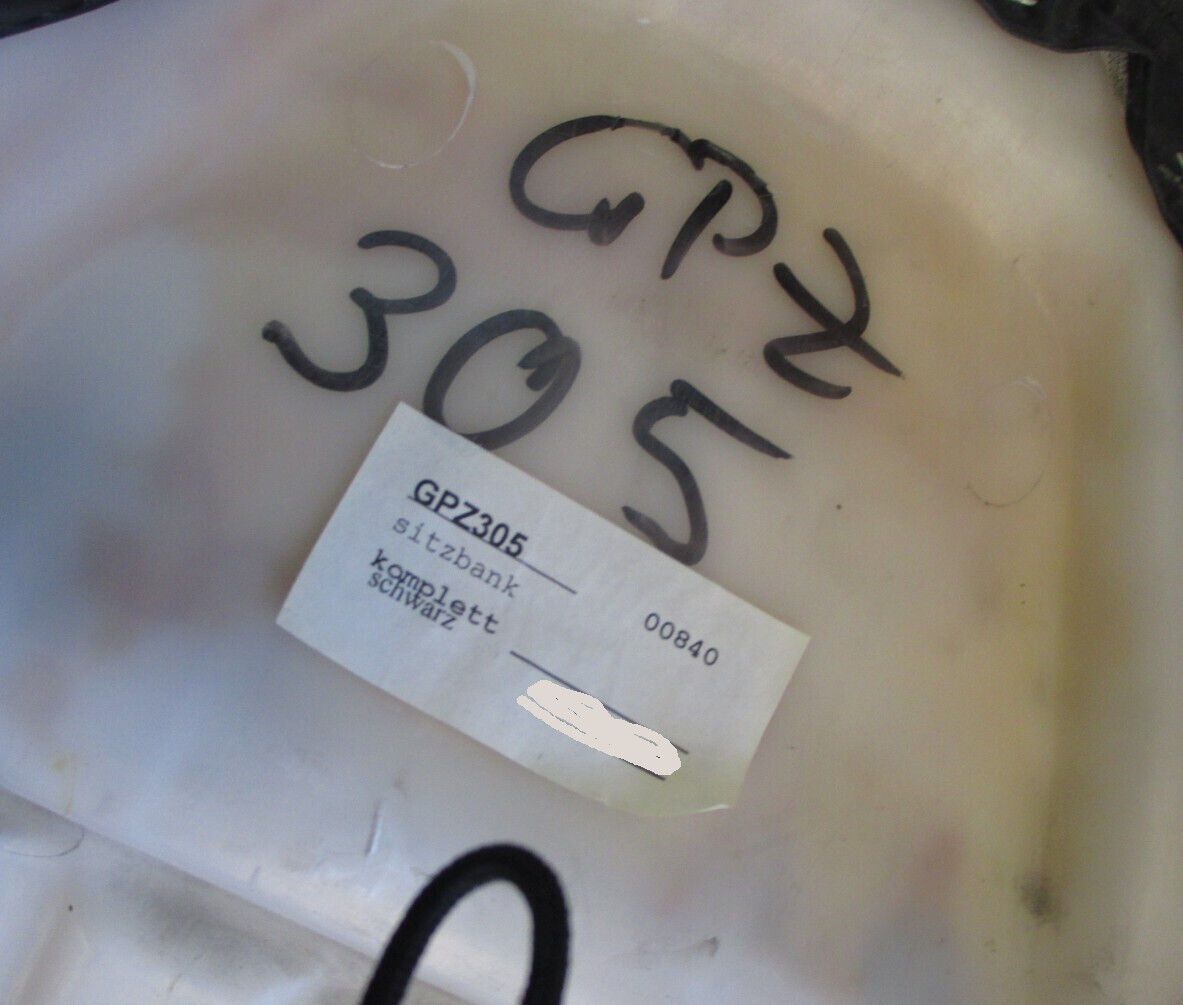 GPZ
305
GPZ305
sitzbank
komplett
schwarz
00840